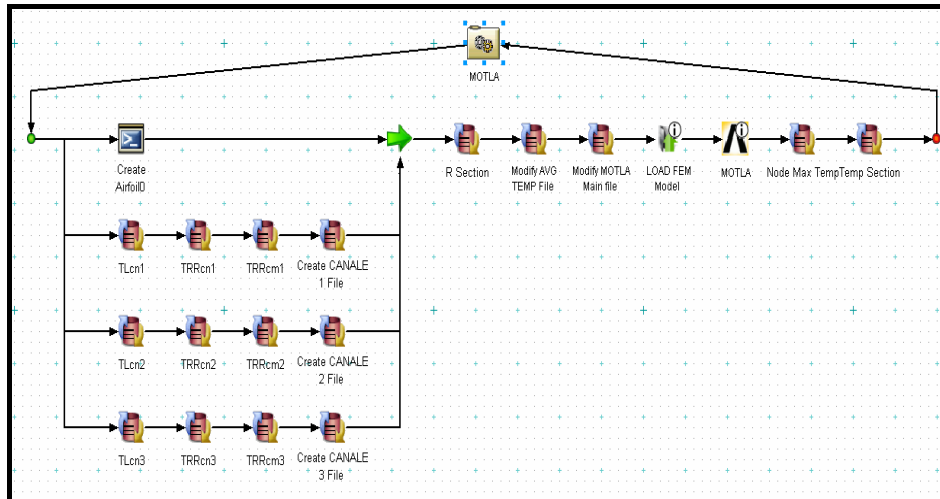 MOTLA
Create
Airfoil0
R Section
Modify AVG
TEMP File
Modify MOTLA
Main file
LOAD FEM
Model
MOTLA
Node Max Temp
Temp Section
TLcn1
TRRcn1
TRRcm1
Create CANALE
1 File
TLcn2
TRRcn2
TRRcm2
Create CANALE
2 File
TLcn3
TRRcn3
TRRcm3
Create CANALE
3 File